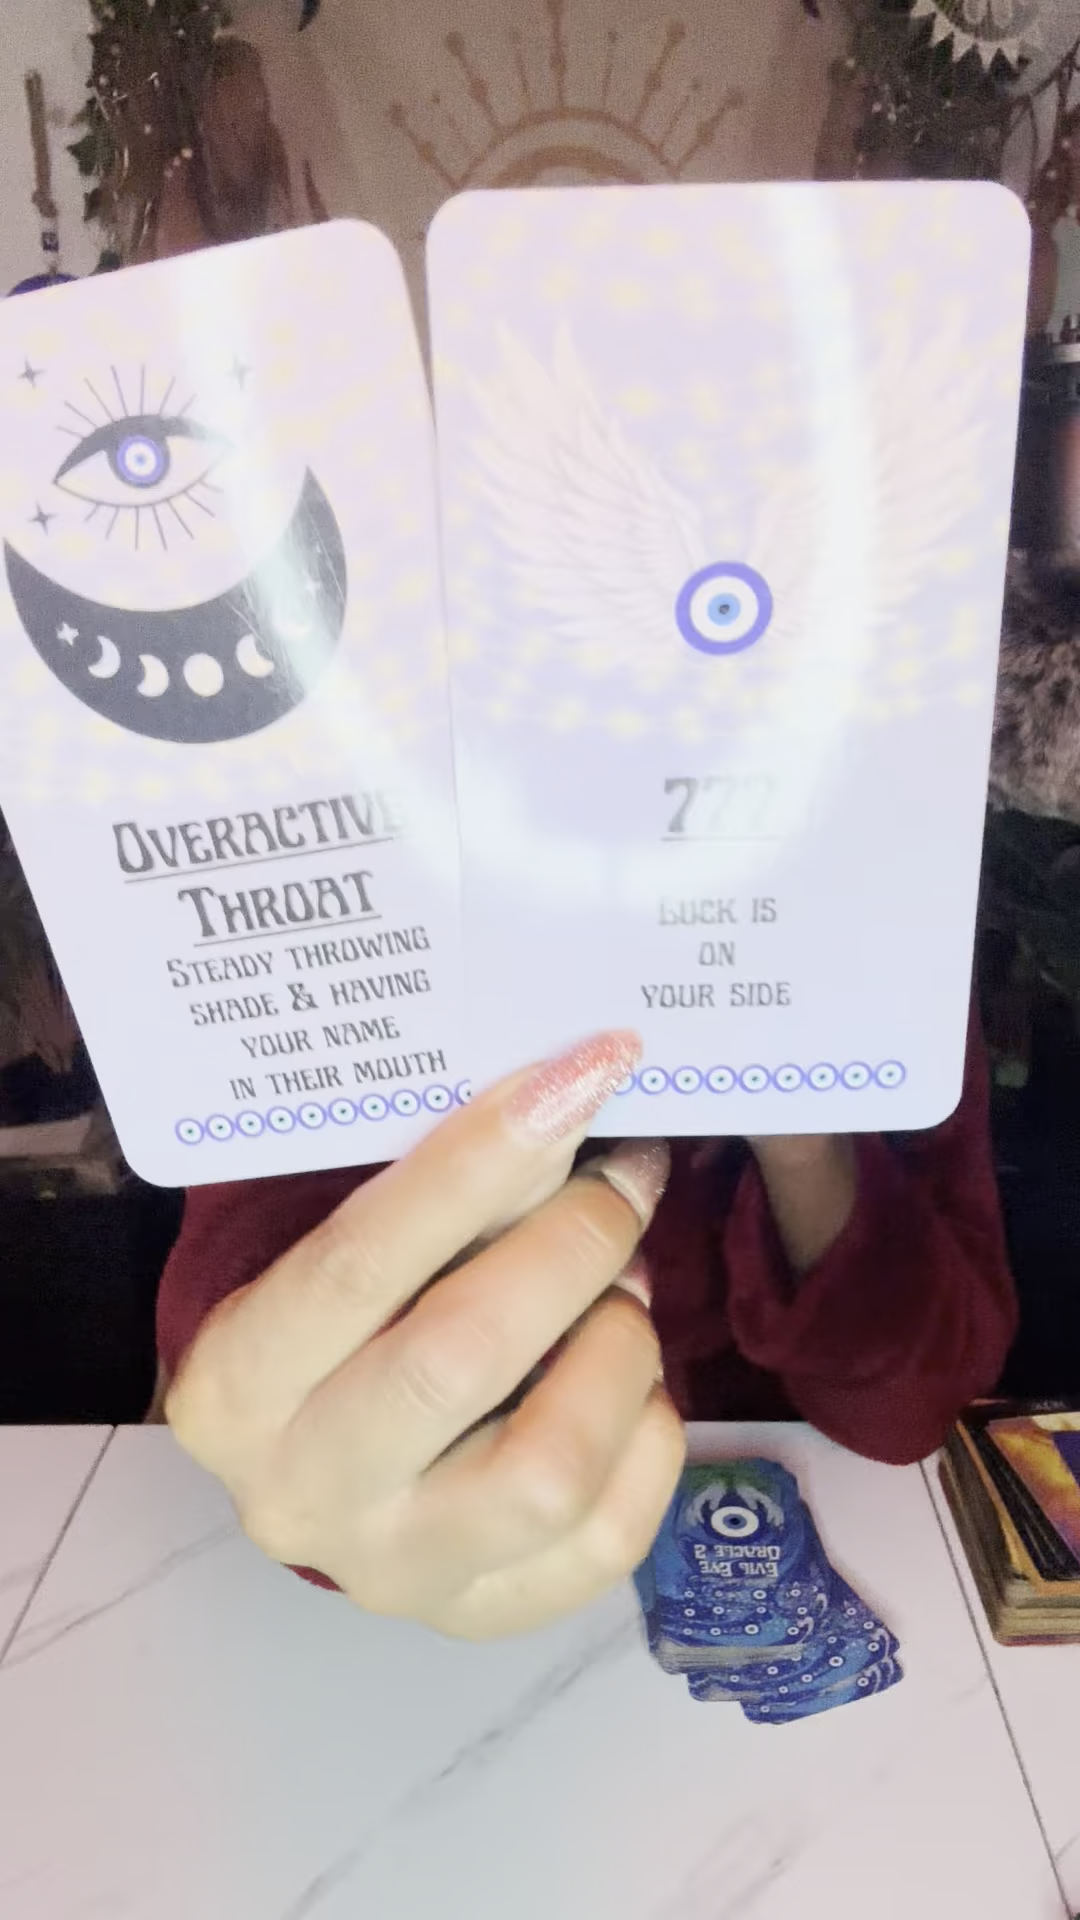 OVERACTIVE
THROAT
STEADY THROWING
SHADE & HAVING
YOUR NAME
IN THEIR MOUTH
777
LUCK IS
ON
YOUR SIDE
EVIL EYE
ORACLE 2